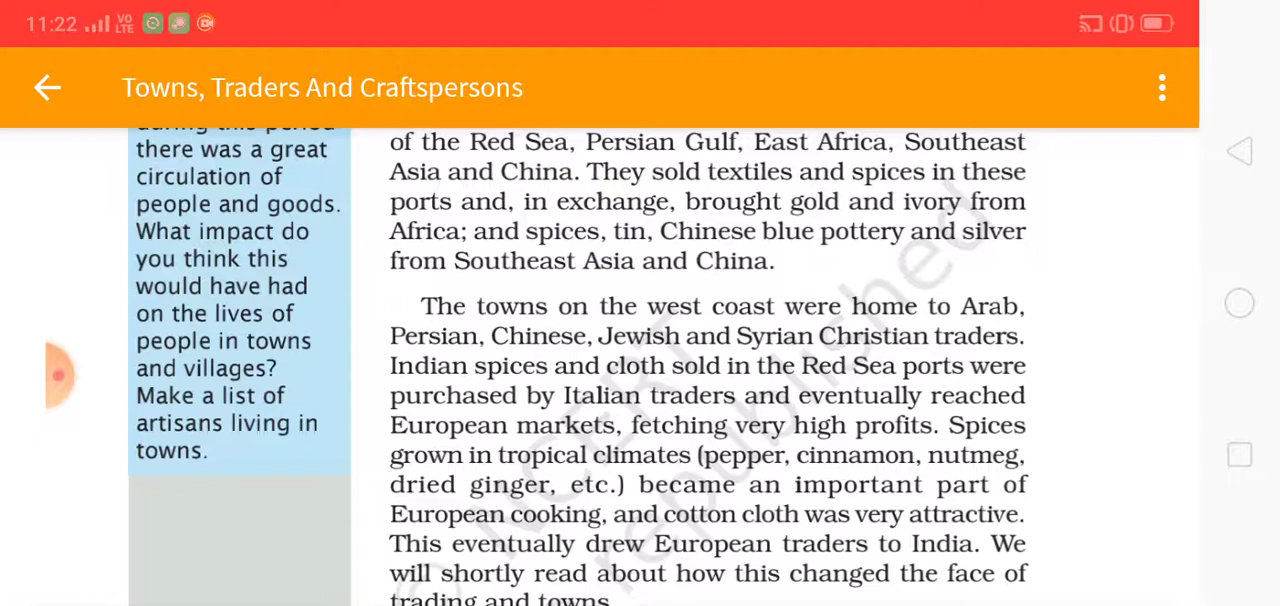 11:22 VO LTE
Towns, Traders And Craftspersons
during this period
there was a great
circulation of
people and goods.
What impact do
you think this
would have had
on the lives of
people in towns
and villages?
Make a list of
artisans living in
towns.
of the Red Sea, Persian Gulf, East Africa, Southeast
Asia and China. They sold textiles and spices in these
ports and, in exchange, brought gold and ivory from
Africa; and spices, tin, Chinese blue pottery and silver
from Southeast Asia and China.
The towns on the west coast were home to Arab,
Persian, Chinese, Jewish and Syrian Christian traders.
Indian spices and cloth sold in the Red Sea ports were
purchased by Italian traders and eventually reached
European markets, fetching very high profits. Spices
grown in tropical climates (pepper, cinnamon, nutmeg,
dried ginger, etc.) became an important part of
European cooking, and cotton cloth was very attractive.
This eventually drew European traders to India. We
will shortly read about how this changed the face of
trading and towns.
© NCERT
republished